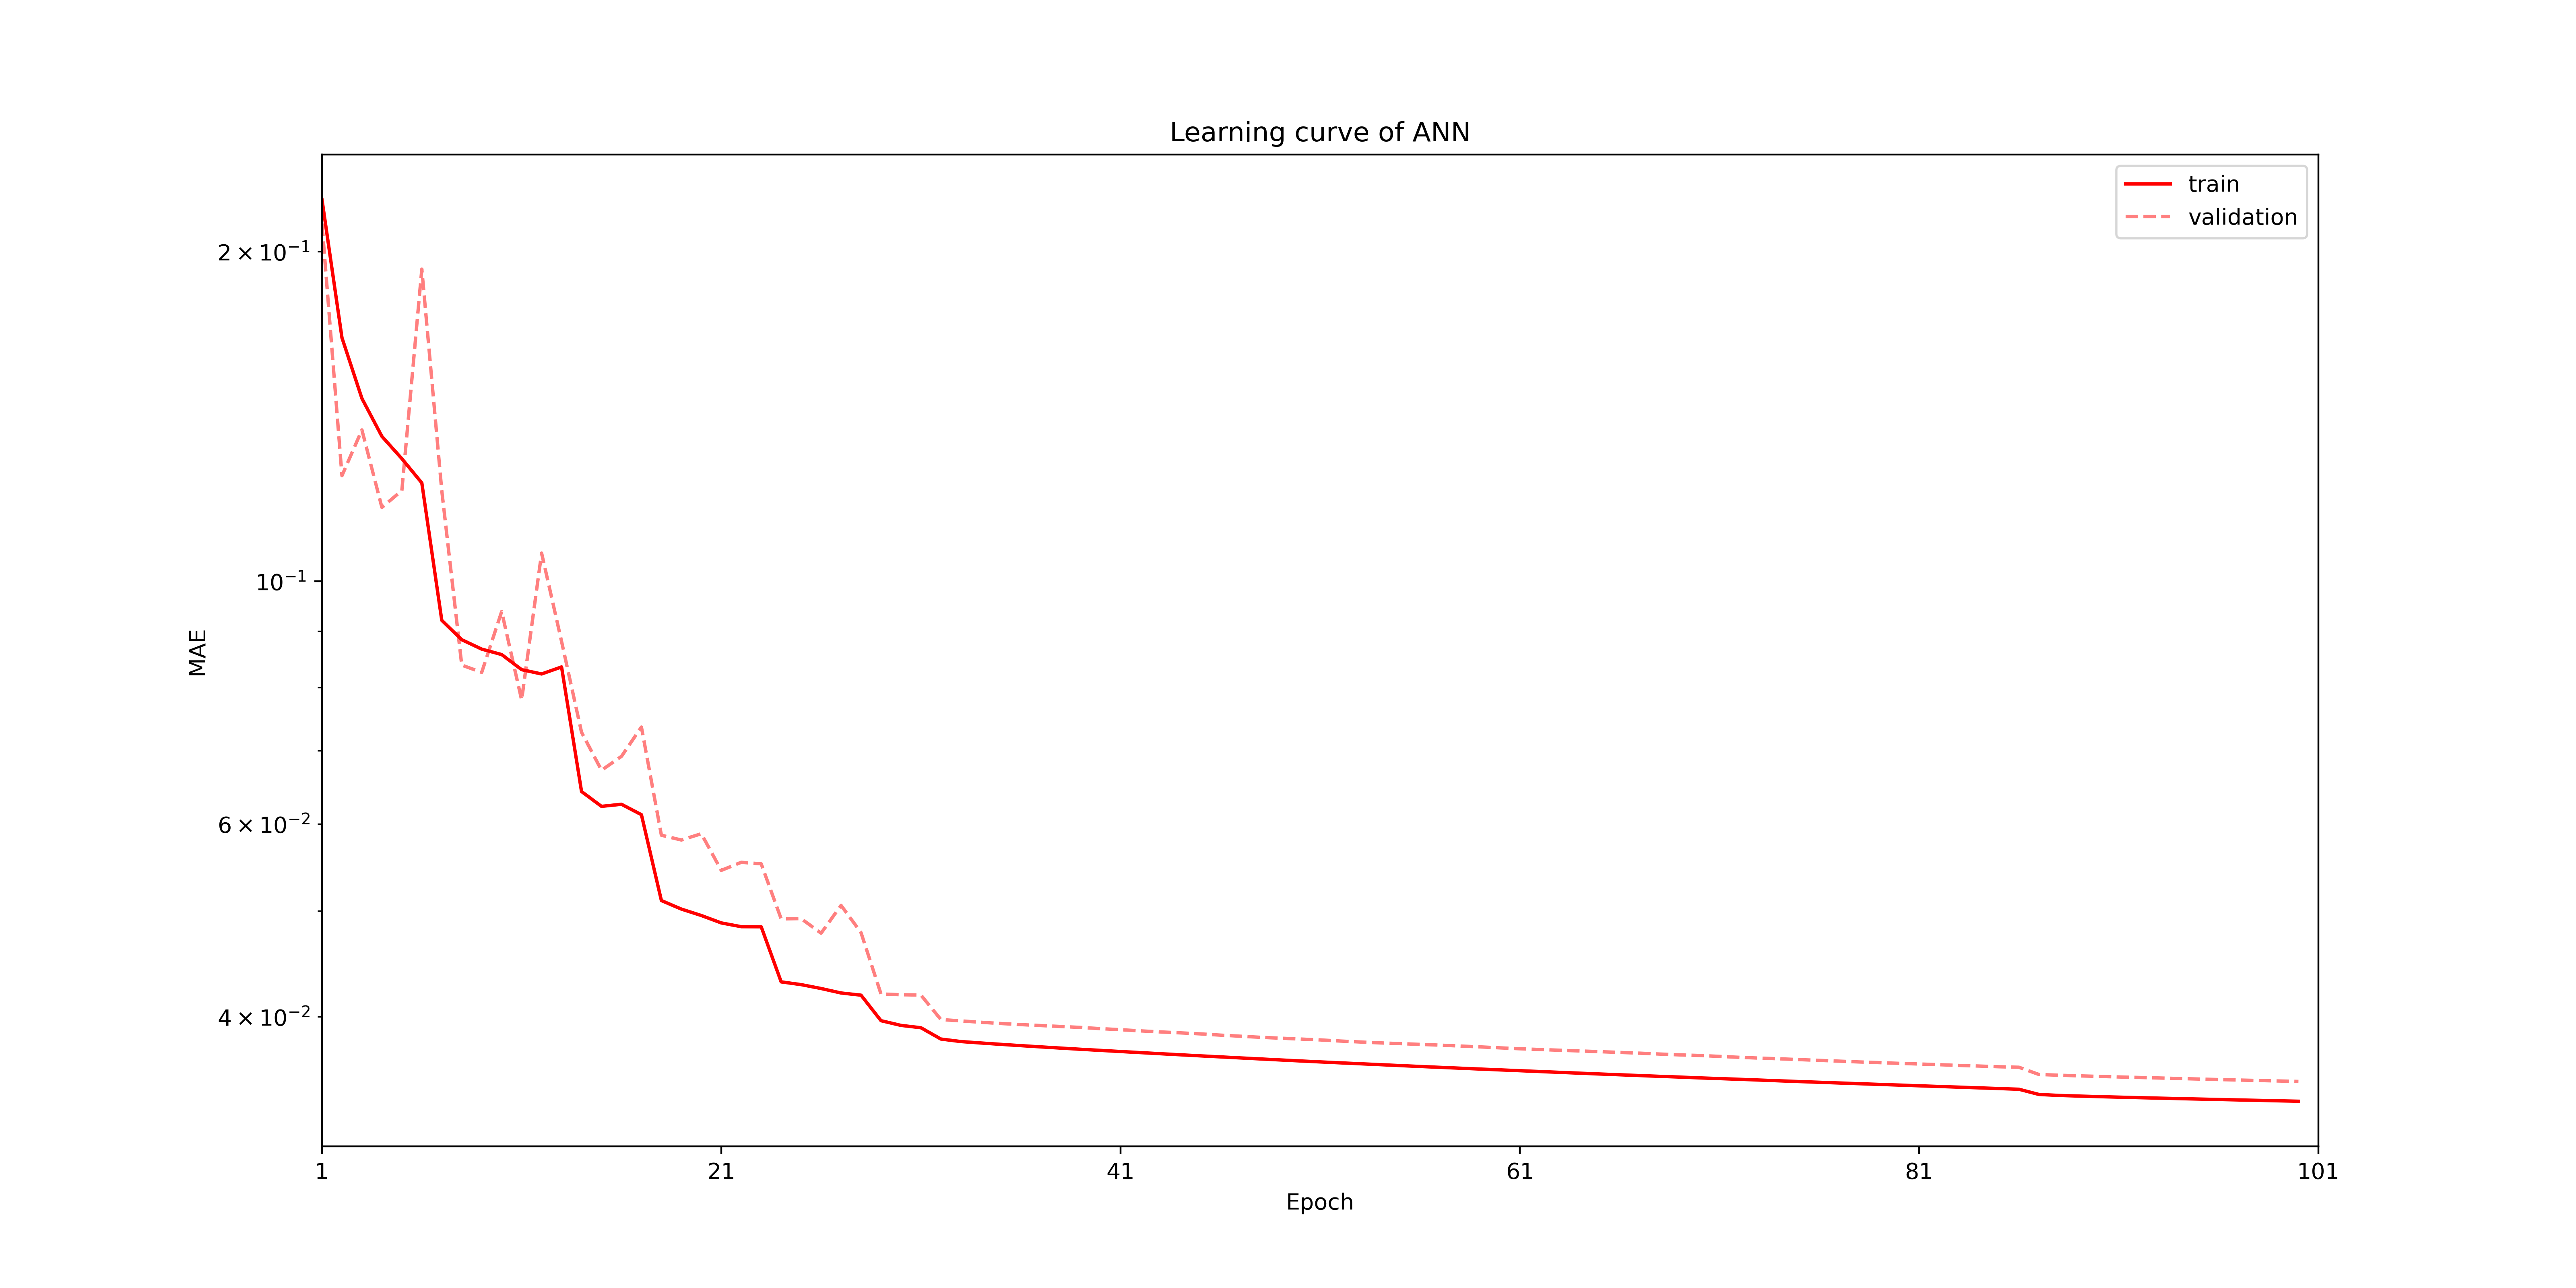 Learning curve of ANN
train
validation
2 × 10⁻¹
10⁻¹
6 × 10⁻²
4 × 10⁻²
MAE
1 21 41 61 81 101
Epoch